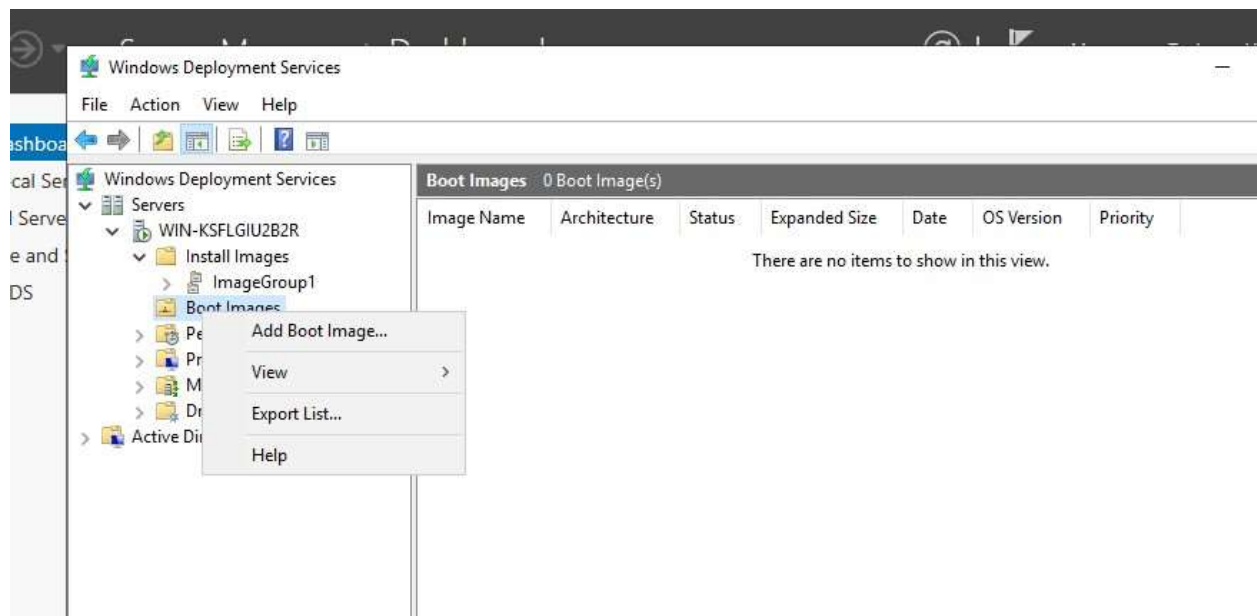 Windows Deployment Services
File Action View Help
Windows Deployment Services
Servers
WIN-KSFLGIU2B2R
Install Images
ImageGroup1
Boot Images
Active Di
Boot Images 0 Boot Image(s)
Image Name Architecture Status Expanded Size Date OS Version Priority
There are no items to show in this view.
Add Boot Image...
View
Export List...
Help